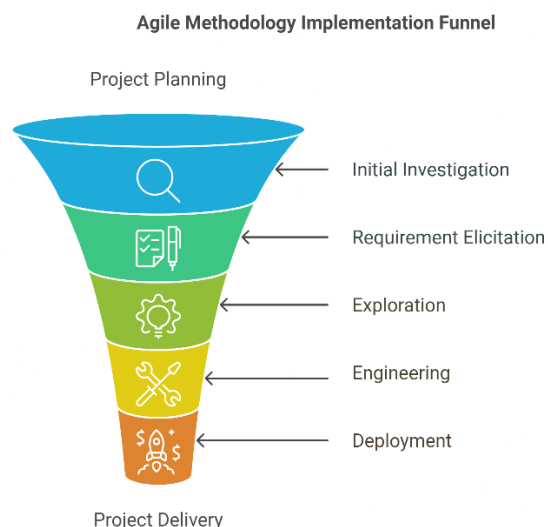 Agile Methodology Implementation Funnel
Project Planning
Initial Investigation
Requirement Elicitation
Exploration
Engineering
Deployment
$ $
$
Project Delivery